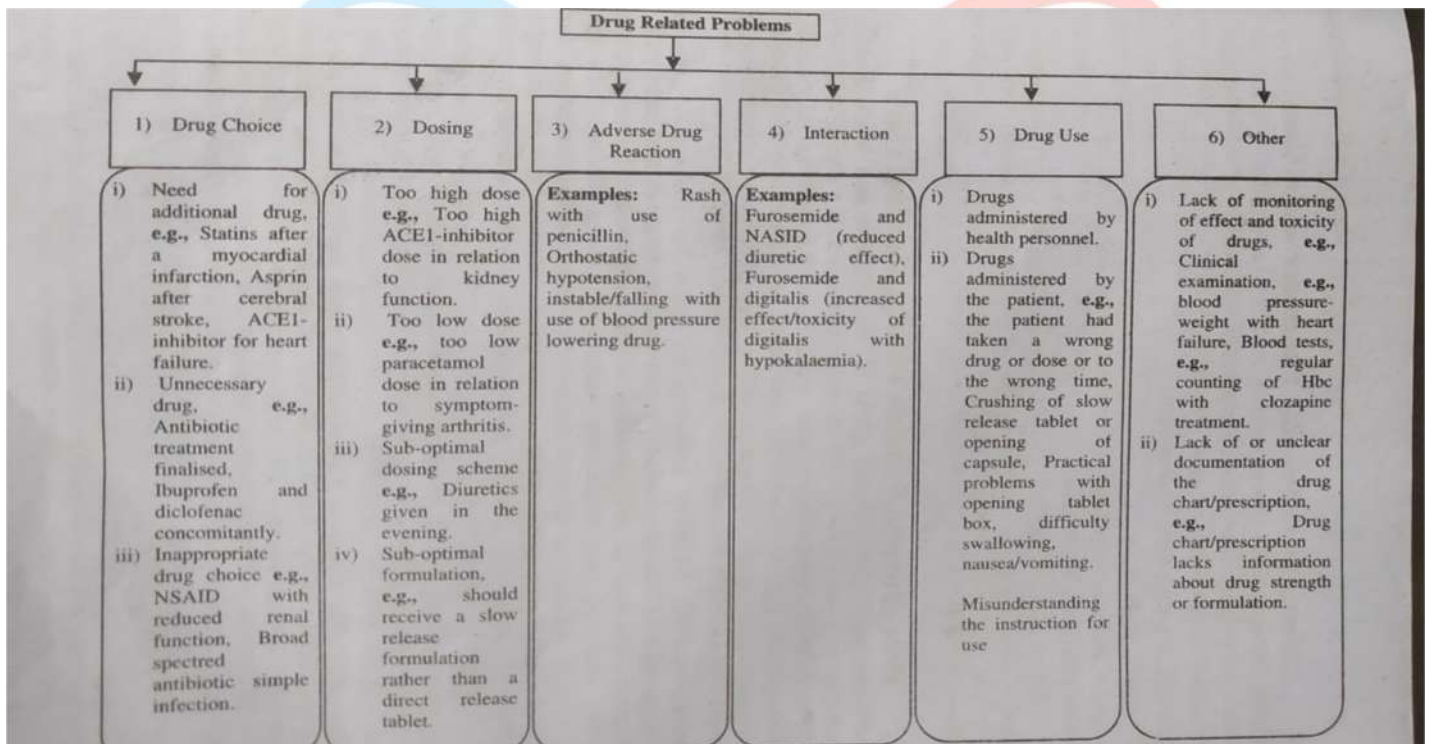 Drug Related Problems
1) Drug Choice
i) Need for
additional drug,
e.g., Statins after
a myocardial
infarction, Asprin
after cerebral
stroke, ACE1-
inhibitor for heart
failure.
ii) Unnecessary
drug, e.g.,
Antibiotic
treatment
finalised,
Ibuprofen and
diclofenac
concomitantly.
iii) Inappropriate
drug choice e.g.,
NSAID with
reduced renal
function, Broad
spectred
antibiotic simple
infection.
2) Dosing
i) Too high dose
e.g., Too high
ACE1-inhibitor
dose in relation
to kidney
function.
ii) Too low dose
e.g., too low
paracetamol
dose in relation
to symptom-
giving arthritis.
iii) Sub-optimal
dosing scheme
e.g., Diuretics
given in the
evening.
iv) Sub-optimal
formulation,
e.g., should
receive a slow
release
formulation
rather than a
direct release
tablet.
3) Adverse Drug
Reaction
Examples: Rash
with use of
penicillin,
Orthostatic
hypotension,
instable/falling with
use of blood pressure
lowering drug.
4) Interaction
Examples:
Furosemide and
NASID (reduced
diuretic effect),
Furosemide and
digitalis (increased
effect/toxicity of
digitalis with
hypokalaemia).
5) Drug Use
i) Drugs
administered by
health personnel.
ii) Drugs
administered by
the patient, e.g.,
the patient had
taken a wrong
drug or dose or to
the wrong time,
Crushing of slow
release tablet or
opening of
capsule, Practical
problems with
opening tablet
box, difficulty
swallowing,
nausea/vomiting.
Misunderstanding
the instruction for
use
6) Other
i) Lack of monitoring
of effect and toxicity
of drugs, e.g.,
Clinical
examination, e.g.,
blood pressure-
weight with heart
failure, Blood tests,
e.g., regular
counting of Hbc
with clozapine
treatment.
ii) Lack of or unclear
documentation of
the drug
chart/prescription,
e.g., Drug
chart/prescription
lacks information
about drug strength
or formulation.